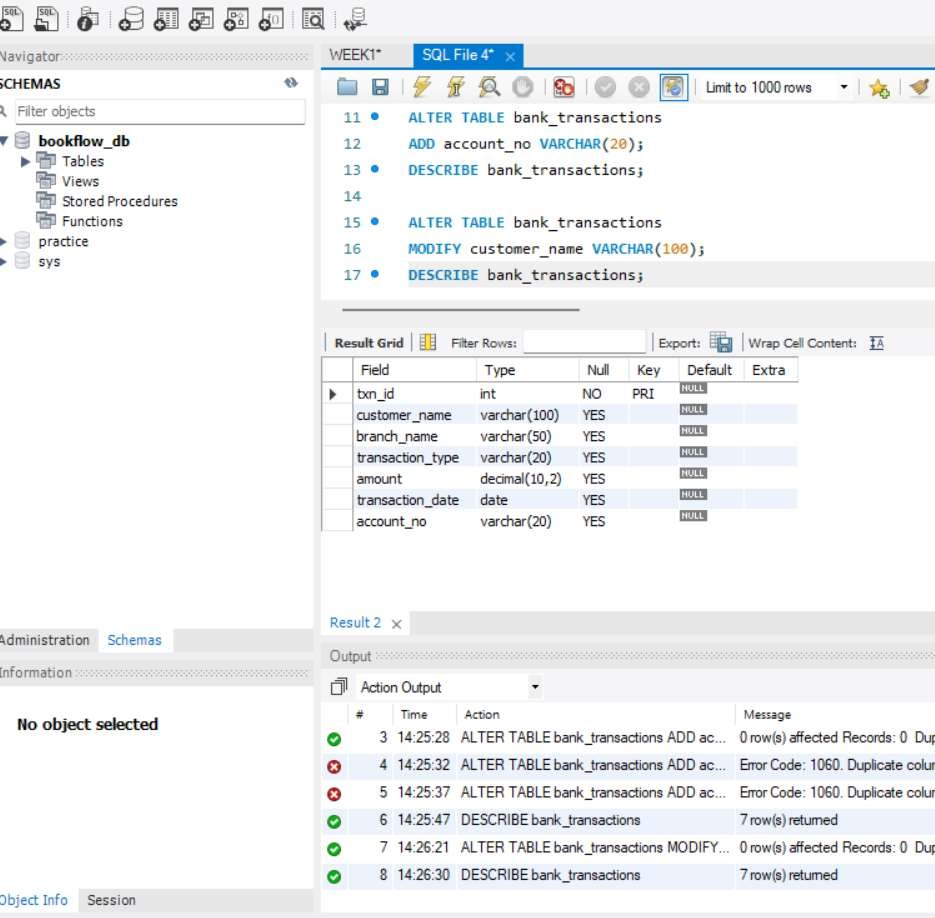 SQL SQL
Navigator
SCHEMAS
Filter objects
bookflow_db
Tables
Views
Stored Procedures
Functions
practice
sys
Administration Schemas
Information
No object selected
Object Info Session
WEEK1* SQL File 4*
Limit to 1000 rows
11 ALTER TABLE bank_transactions
12 ADD account_no VARCHAR(20);
13 DESCRIBE bank_transactions;
14
15 ALTER TABLE bank_transactions
16 MODIFY customer_name VARCHAR(100);
17 DESCRIBE bank_transactions;
Result Grid Filter Rows: Export: Wrap Cell Content: IA
Field Type Null Key Default Extra
txn_id int NO PRI NULL
customer_name varchar(100) YES NULL
branch_name varchar(50) YES NULL
transaction_type varchar(20) YES NULL
amount decimal(10,2) YES NULL
transaction_date date YES NULL
account_no varchar(20) YES NULL
Result 2
Output
Action Output
# Time Action Message
3 14:25:28 ALTER TABLE bank_transactions ADD ac... 0 row(s) affected Records: 0 Dup
4 14:25:32 ALTER TABLE bank_transactions ADD ac... Error Code: 1060. Duplicate colu
5 14:25:37 ALTER TABLE bank_transactions ADD ac... Error Code: 1060. Duplicate colu
6 14:25:47 DESCRIBE bank_transactions 7 row(s) returned
7 14:26:21 ALTER TABLE bank_transactions MODIFY... 0 row(s) affected Records: 0 Dup
8 14:26:30 DESCRIBE bank_transactions 7 row(s) returned